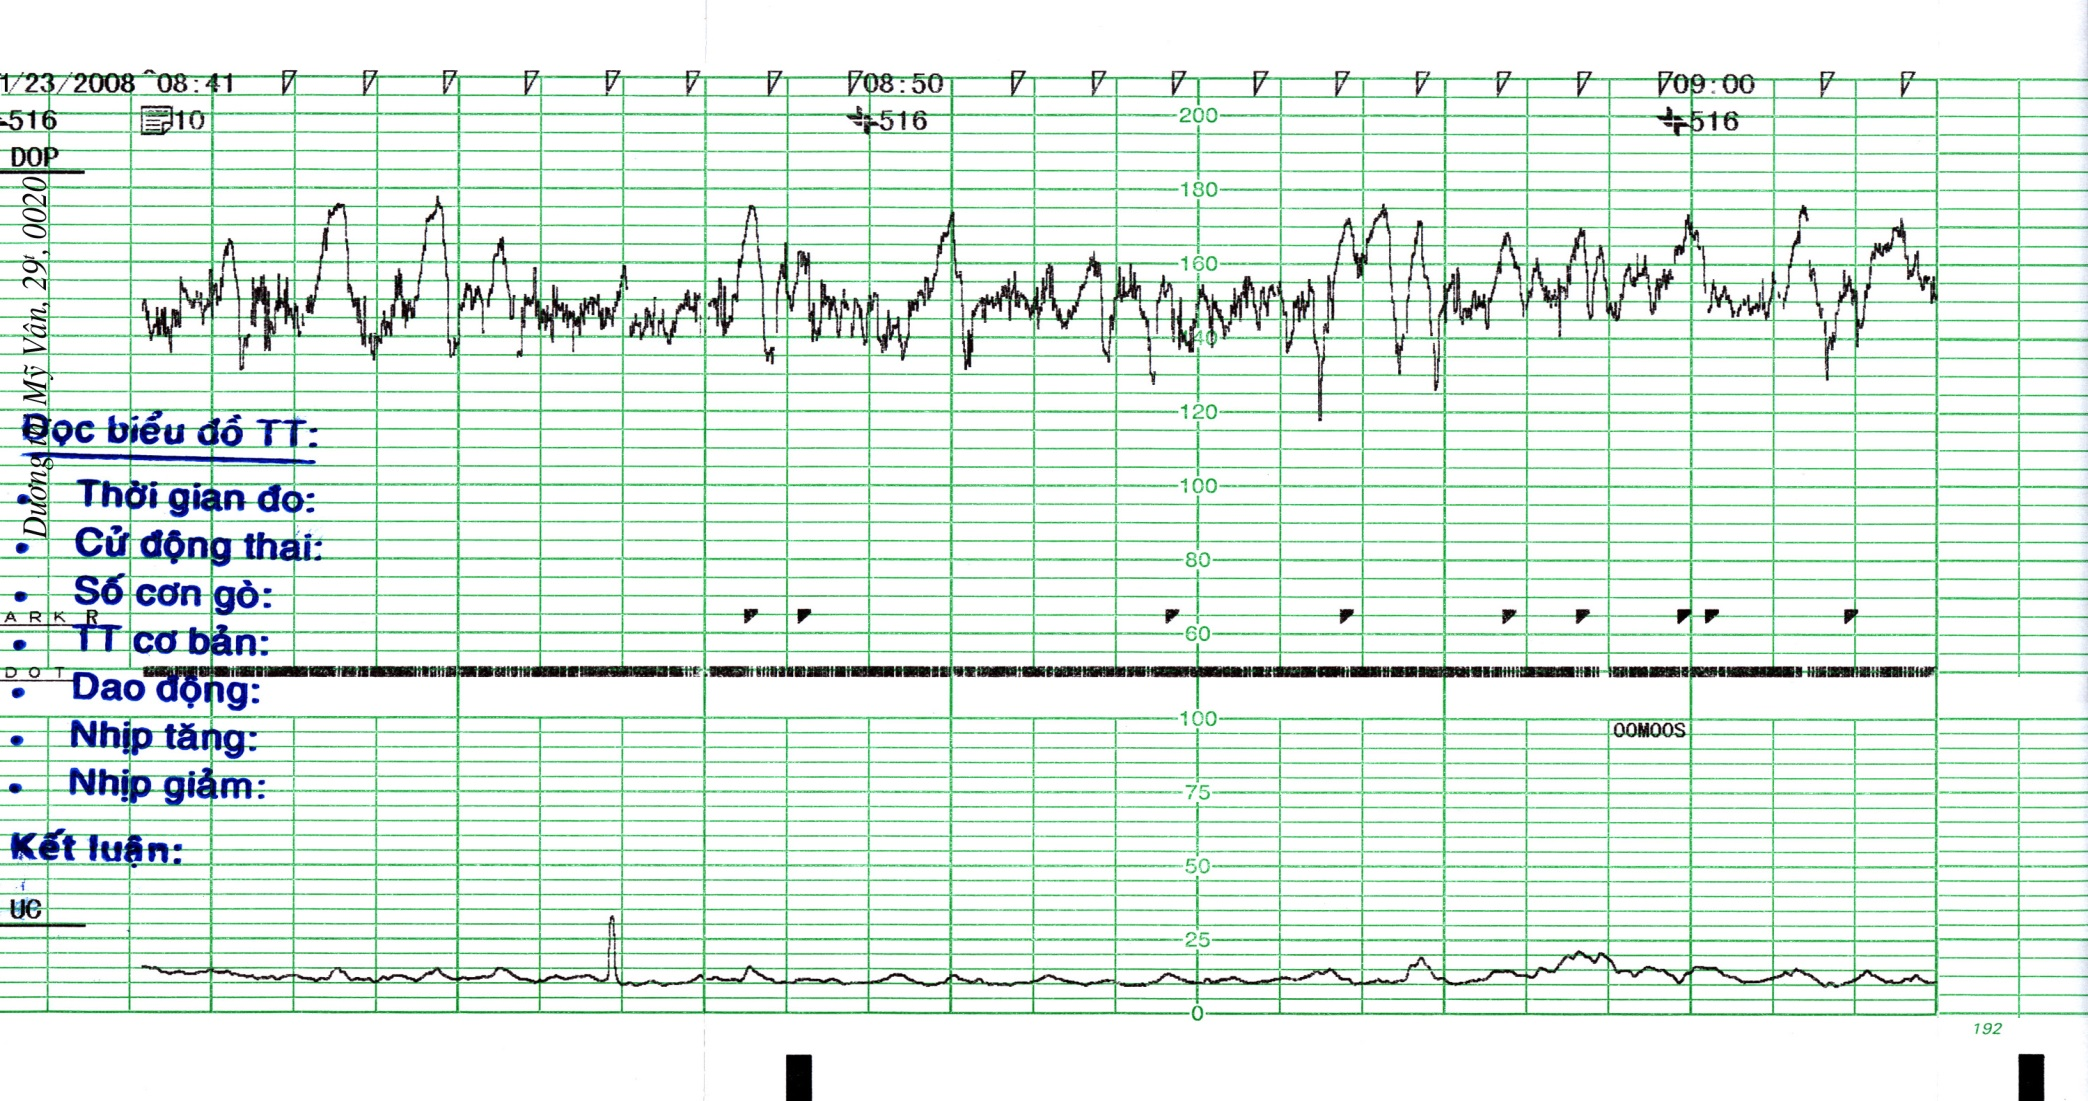 1/23/2008 08:41 08:50 09:00
-516 10 516 516
DOP
200
180
160
140
120
100
80
60
Dương thị Mỹ Vân, 29t, 0020
Đọc biểu đồ TT:
• Thời gian đo:
• Cử động thai:
• Số cơn gò:
ARK R
• TT cơ bản:
DOT
• Dao động:
• Nhịp tăng:
• Nhịp giảm:
Kết luận:
UC
100
00M00S
75
50
25
0
192